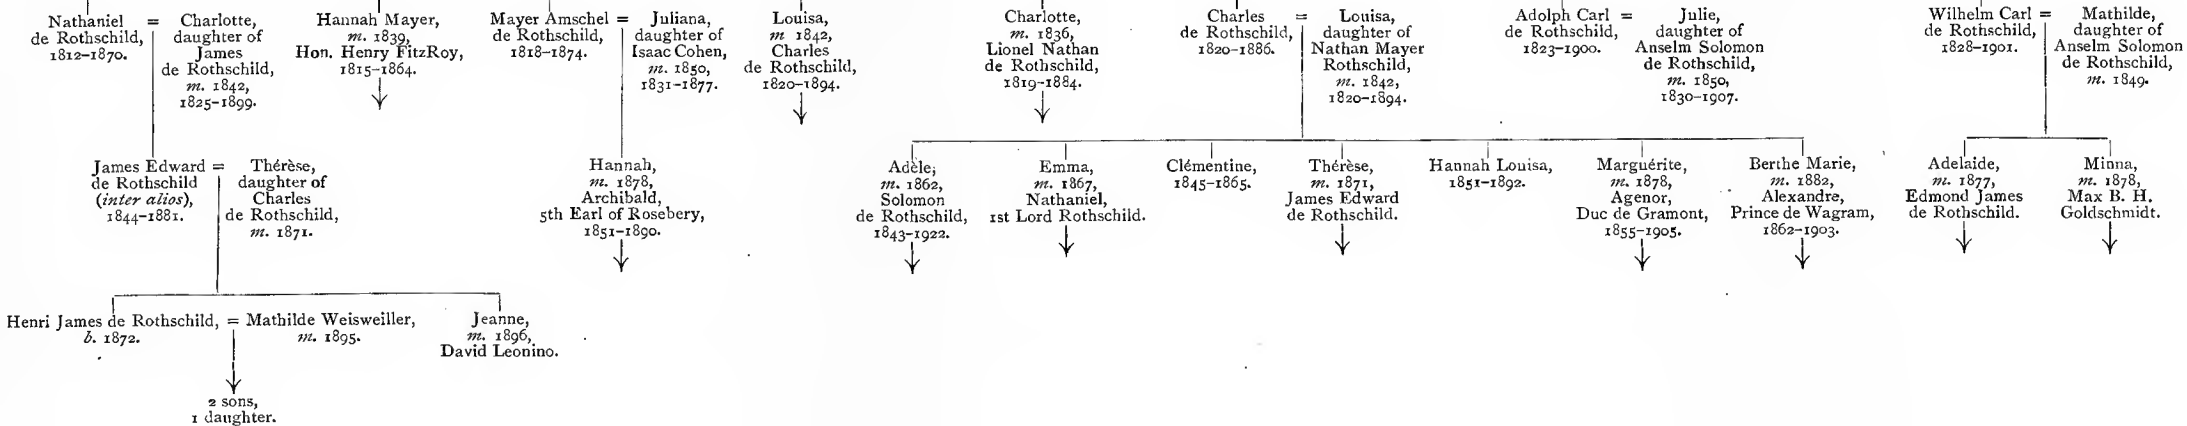 Nathaniel
de Rothschild,
1812-1870.
=
Charlotte,
daughter of
James
de Rothschild,
m. 1842,
1825-1899.
Hannah Mayer,
m. 1839,
Hon. Henry FitzRoy,
1815-1864.
Mayer Amschel
de Rothschild,
1818-1874.
=
Juliana,
daughter of
Isaac Cohen,
m. 1850,
1831-1877.
Louisa,
m 1842,
Charles
de Rothschild,
1820-1894.
Charlotte,
m. 1836,
Lionel Nathan
de Rothschild,
1819-1884.
Charles
de Rothschild,
1820-1886.
=
Louisa,
daughter of
Nathan Mayer
Rothschild,
m. 1842,
1820-1894.
Adolph Carl
de Rothschild,
1823-1900.
=
Julie,
daughter of
Anselm Solomon
de Rothschild,
m. 1850,
1830-1907.
Wilhelm Carl
de Rothschild,
1828-1901.
=
Mathilde,
daughter of
Anselm Solomon
de Rothschild,
m. 1849.
James Edward
de Rothschild
(inter alios),
1844-1881.
=
Thérèse,
daughter of
Charles
de Rothschild,
m. 1871.
Hannah,
m. 1878,
Archibald,
5th Earl of Rosebery,
1851-1890.
Adèle,
m. 1862,
Solomon
de Rothschild,
1843-1922.
Emma,
m. 1867,
Nathaniel,
1st Lord Rothschild.
Clémentine,
1845-1865.
Thérèse,
m. 1871,
James Edward
de Rothschild.
Hannah Louisa,
1851-1892.
Marguérite,
m. 1878,
Agenor,
Duc de Gramont,
1855-1905.
Berthe Marie,
m. 1882,
Alexandre,
Prince de Wagram,
1862-1903.
Adelaide,
m. 1877,
Edmond James
de Rothschild.
Minna,
m. 1878,
Max B. H.
Goldschmidt.
Henri James de Rothschild,
b. 1872.
=
Mathilde Weisweiller,
m. 1895.
Jeanne,
m. 1896,
David Leonino.
2 sons,
1 daughter.